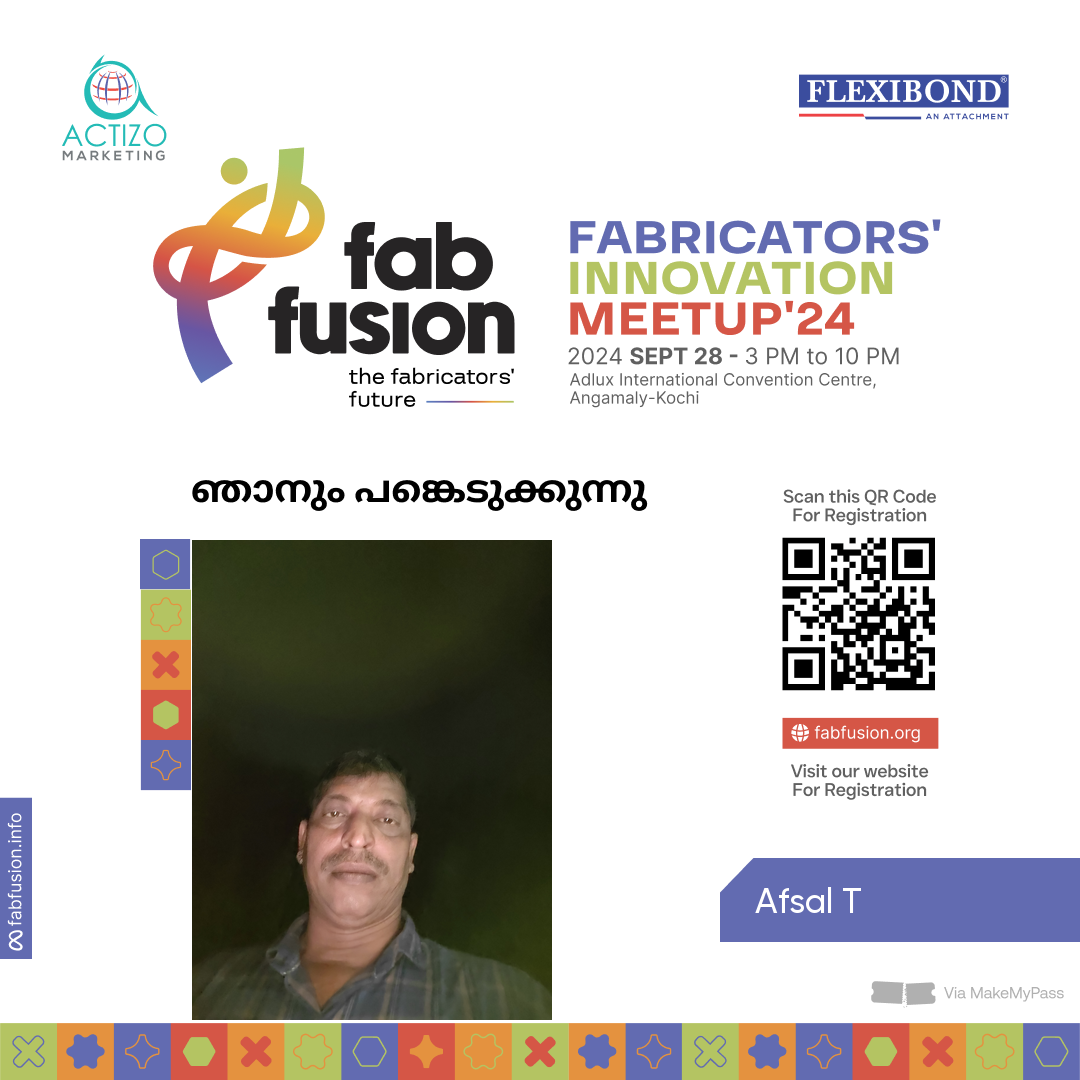 ACTIZO
MARKETING
FLEXIBOND®
AN ATTACHMENT
fab
fusion
the fabricators'
future
FABRICATORS'
INNOVATION
MEETUP'24
2024 SEPT 28 - 3 PM to 10 PM
Adlux International Convention Centre,
Angamaly-Kochi
ഞാനും പങ്കെടുക്കുന്നു
Scan this QR Code
For Registration
fabfusion.org
Visit our website
For Registration
fabfusion.info
Afsal T
Via MakeMyPass